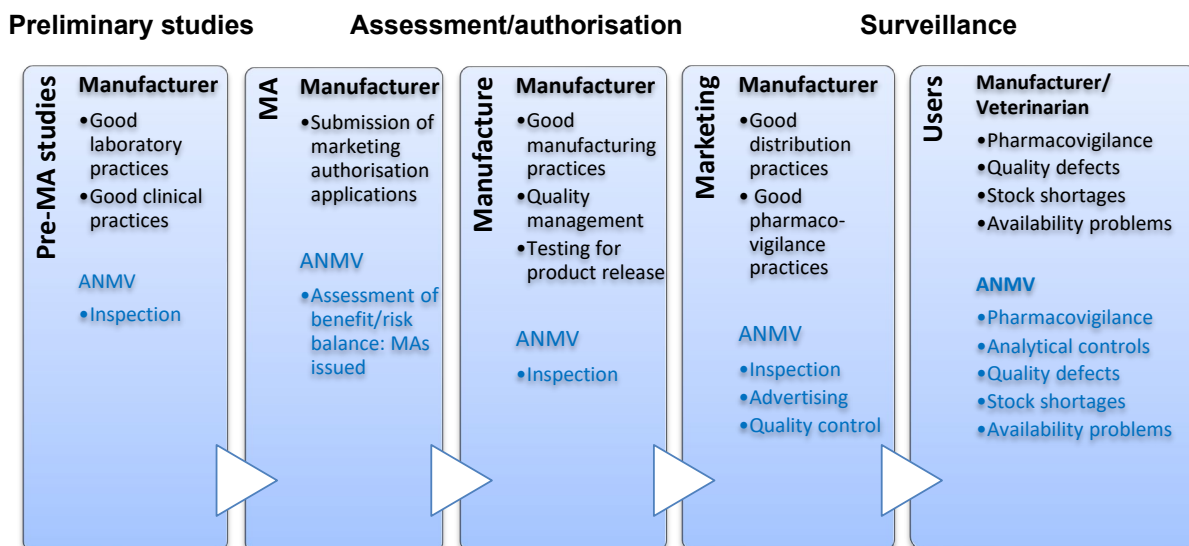 Preliminary studies
Assessment/authorisation
Surveillance
Pre-MA studies
Manufacturer
•Good
laboratory
practices
•Good clinical
practices
ANMV
•Inspection
MA
Manufacturer
•Submission of
marketing
authorisation
applications
ANMV
•Assessment of
benefit/risk
balance: MAs
issued
Manufacture
Manufacturer
•Good
manufacturing
practices
•Quality
management
•Testing for
product release
ANMV
•Inspection
Marketing
Manufacturer
•Good
distribution
practices
• Good
pharmaco-
vigilance
practices
ANMV
•Inspection
•Advertising
•Quality control
Users
Manufacturer/
Veterinarian
•Pharmacovigilance
•Quality defects
•Stock shortages
•Availability problems
ANMV
•Pharmacovigilance
•Analytical controls
•Quality defects
•Stock shortages
•Availability problems